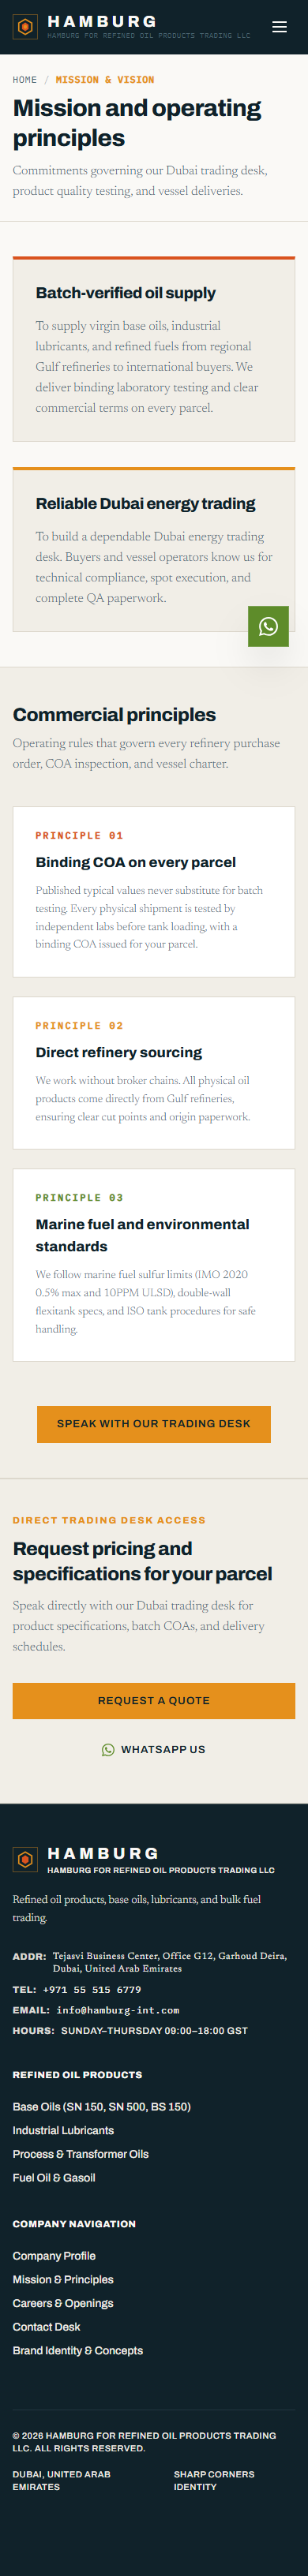 HAMBURG
HAMBURG FOR REFINED OIL PRODUCTS TRADING LLC
HOME / MISSION & VISION
Mission and operating
principles
Commitments governing our Dubai trading desk,
product quality testing, and vessel deliveries.
Batch-verified oil supply
To supply virgin base oils, industrial
lubricants, and refined fuels from regional
Gulf refineries to international buyers. We
deliver binding laboratory testing and clear
commercial terms on every parcel.
Reliable Dubai energy trading
To build a dependable Dubai energy trading
desk. Buyers and vessel operators know us for
technical compliance, spot execution, and
complete QA paperwork.
Commercial principles
Operating rules that govern every refinery purchase
order, COA inspection, and vessel charter.
PRINCIPLE 01
Binding COA on every parcel
Published typical values never substitute for batch
testing. Every physical shipment is tested by
independent labs before tank loading, with a
binding COA issued for your parcel.
PRINCIPLE 02
Direct refinery sourcing
We work without broker chains. All physical oil
products come directly from Gulf refineries,
ensuring clear cut points and origin paperwork.
PRINCIPLE 03
Marine fuel and environmental
standards
We follow marine fuel sulfur limits (IMO 2020
0.5% max and 10PPM ULSD), double-wall
flexitank specs, and ISO tank procedures for safe
handling.
SPEAK WITH OUR TRADING DESK
DIRECT TRADING DESK ACCESS
Request pricing and
specifications for your parcel
Speak directly with our Dubai trading desk for
product specifications, batch COAs, and delivery
schedules.
REQUEST A QUOTE
WHATSAPP US
HAMBURG
HAMBURG FOR REFINED OIL PRODUCTS TRADING LLC
Refined oil products, base oils, lubricants, and bulk fuel
trading.
ADDR: Tejasvi Business Center, Office G12, Garhoud Deira,
Dubai, United Arab Emirates
TEL: +971 55 515 6779
EMAIL: info@hamburg-int.com
HOURS: SUNDAY–THURSDAY 09:00–18:00 GST
REFINED OIL PRODUCTS
Base Oils (SN 150, SN 500, BS 150)
Industrial Lubricants
Process & Transformer Oils
Fuel Oil & Gasoil
COMPANY NAVIGATION
Company Profile
Mission & Principles
Careers & Openings
Contact Desk
Brand Identity & Concepts
© 2026 HAMBURG FOR REFINED OIL PRODUCTS TRADING
LLC. ALL RIGHTS RESERVED.
DUBAI, UNITED ARAB
EMIRATES
SHARP CORNERS
IDENTITY